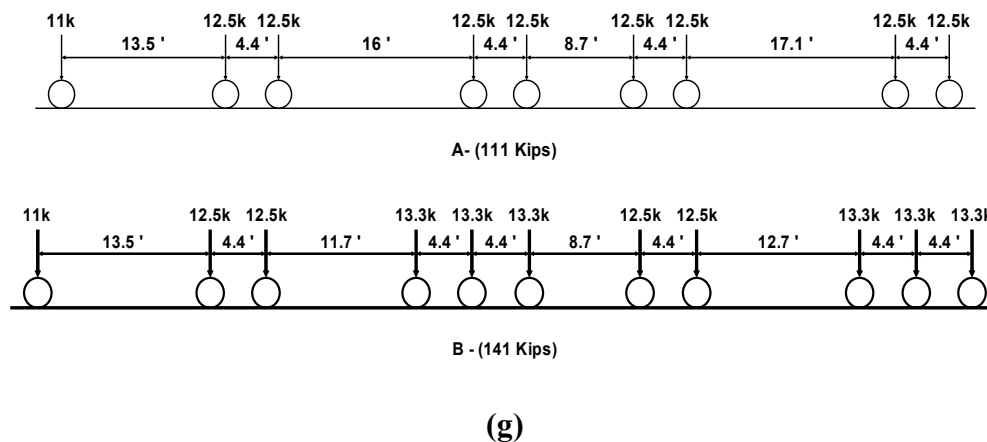 11k 12.5k 12.5k 12.5k 12.5k 12.5k 12.5k 12.5k 12.5k
13.5 ' 4.4 ' 16 ' 4.4 ' 8.7 ' 4.4 ' 17.1 ' 4.4 '
A- (111 Kips)
11k 12.5k 12.5k 13.3k 13.3k 13.3k 12.5k 12.5k 13.3k 13.3k 13.3k
13.5 ' 4.4 ' 11.7 ' 4.4 ' 4.4 ' 8.7 ' 4.4 ' 12.7 ' 4.4 ' 4.4 '
B - (141 Kips)
(g)